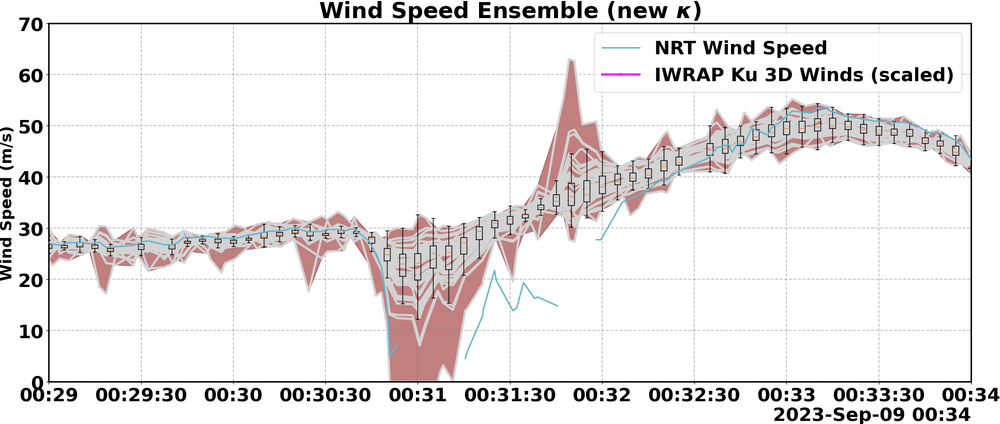 Wind Speed Ensemble (new κ)
Wind Speed (m/s)
70
60
50
40
30
20
10
0
NRT Wind Speed
IWRAP Ku 3D Winds (scaled)
00:29 00:29:30 00:30 00:30:30 00:31 00:31:30 00:32 00:32:30 00:33 00:33:30 00:34
2023-Sep-09 00:34